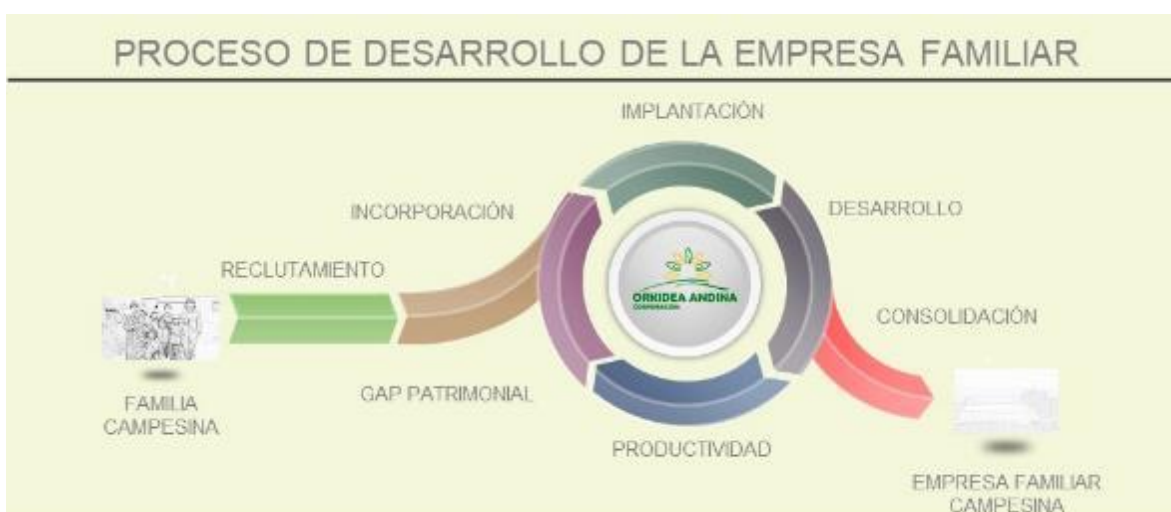 PROCESO DE DESARROLLO DE LA EMPRESA FAMILIAR
IMPLANTACIÓN
INCORPORACIÓN
DESARROLLO
RECLUTAMIENTO
ORKIDEA ANDINA
CORPORACIÓN
CONSOLIDACIÓN
GAP PATRIMONIAL
FAMILIA
CAMPESINA
PRODUCTIVIDAD
EMPRESA FAMILIAR
CAMPESINA